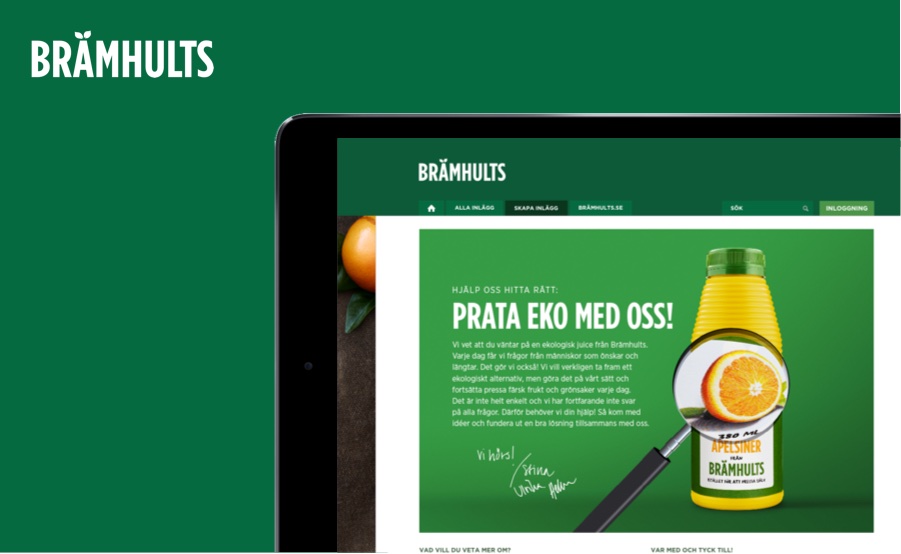 BRÄMHULTS
BRÄMHULTS
ALLA INLÄGG
SKAPA INLÄGG
BRÄMHULTS.SE
SÖK
INLOGGNING
HJÄLP OSS HITTA RÄTT:
PRATA EKO MED OSS!
Vi vet att du väntar på en ekologisk juice från Brämhults.
Varje dag får vi frågor från människor som önskar och
längtar. Det gör vi också! Vi vill verkligen ta fram ett
ekologiskt alternativ, men göra det på vårt sätt och
fortsätta pressa färsk frukt och grönsaker varje dag.
Det är inte helt enkelt och vi har fortfarande inte svar
på alla frågor. Därför behöver vi din hjälp! Så kom med
idéer och fundera ut en bra lösning tillsammans med oss.
Vi hörs!
Stina
380 ML
APELSINER
FRÅN
BRÄMHULTS
VAD VILL DU VETA MER OM?
VAR MED OCH TYCK TILL!